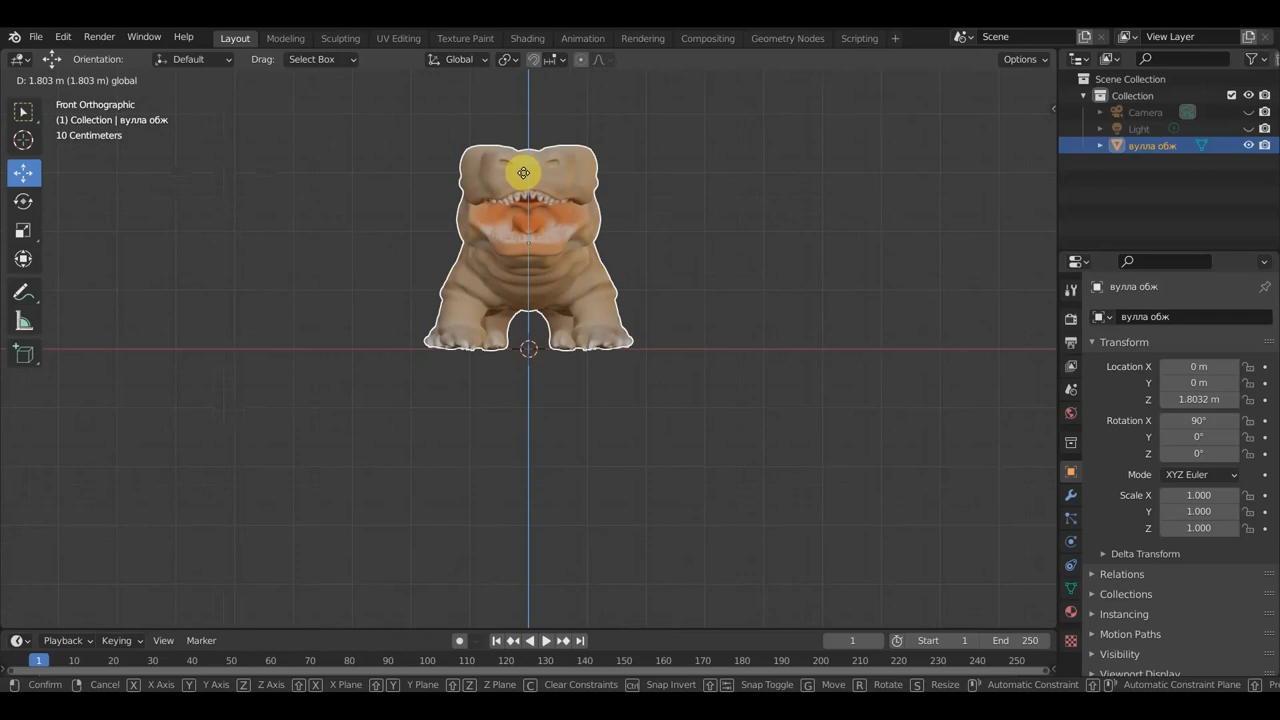 File Edit Render Window Help Layout Modeling Sculpting UV Editing Texture Paint Shading Animation Rendering Compositing Geometry Nodes Scripting + Scene View Layer
Orientation: Default Drag: Select Box Global Options
D: 1.803 m (1.803 m) global
Front Orthographic
(1) Collection | вулла обж
10 Centimeters
Scene Collection
Collection
Camera
Light
вулла обж
вулла обж
вулла обж
Transform
Location X 0 m
Y 0 m
Z 1.8032 m
Rotation X 90°
Y 0°
Z 0°
Mode XYZ Euler
Scale X 1.000
Y 1.000
Z 1.000
Delta Transform
Relations
Collections
Instancing
Motion Paths
Visibility
Viewport Display
Playback Keying View Marker 1 Start 1 End 250
1 10 20 30 40 50 60 70 80 90 100 110 120 130 140 150 160 170 180 190 200 210 220 230 240 250
Confirm Cancel X X Axis Y Y Axis Z Z Axis X X Plane Y Y Plane Z Z Plane C Clear Constraints Ctrl Snap Invert Snap Toggle G Move R Rotate S Resize Automatic Constraint Automatic Constraint Plane